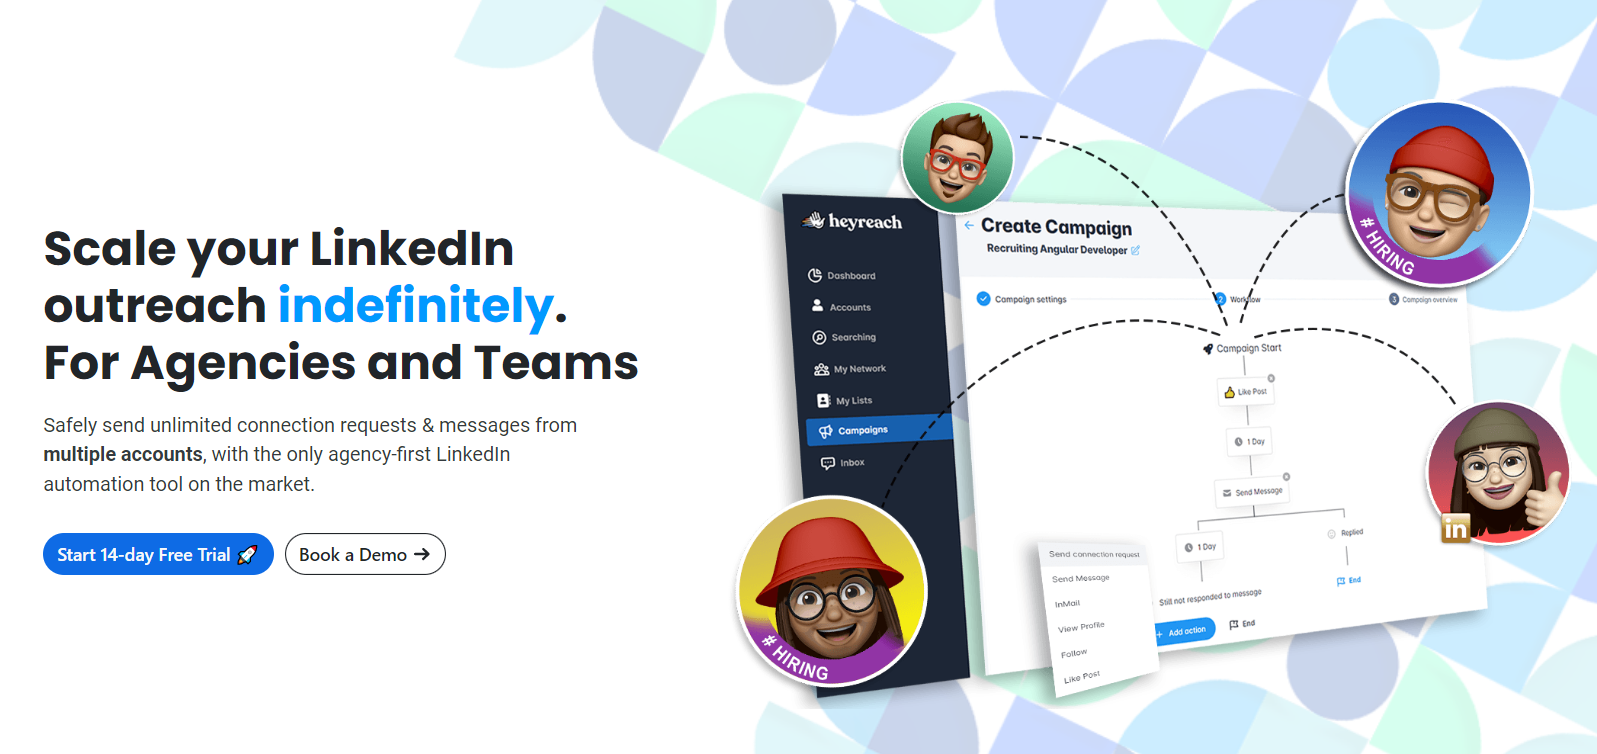 Scale your LinkedIn
outreach indefinitely.
For Agencies and Teams
Safely send unlimited connection requests & messages from
multiple accounts, with the only agency-first LinkedIn
automation tool on the market.
Start 14-day Free Trial 🚀
Book a Demo →
heyreach
Dashboard
Accounts
Searching
My Network
My Lists
Campaigns
Inbox
← Create Campaign
Recruiting Angular Developer
Campaign settings
2 Workflow
3 Campaign overview
Campaign Start
Like Post
1 Day
Send Message
1 Day
Replied
End
Still not responded to message
+ Add action
End
Send connection request
Send Message
InMail
View Profile
Follow
Like Post
# HIRING
# HIRING
in